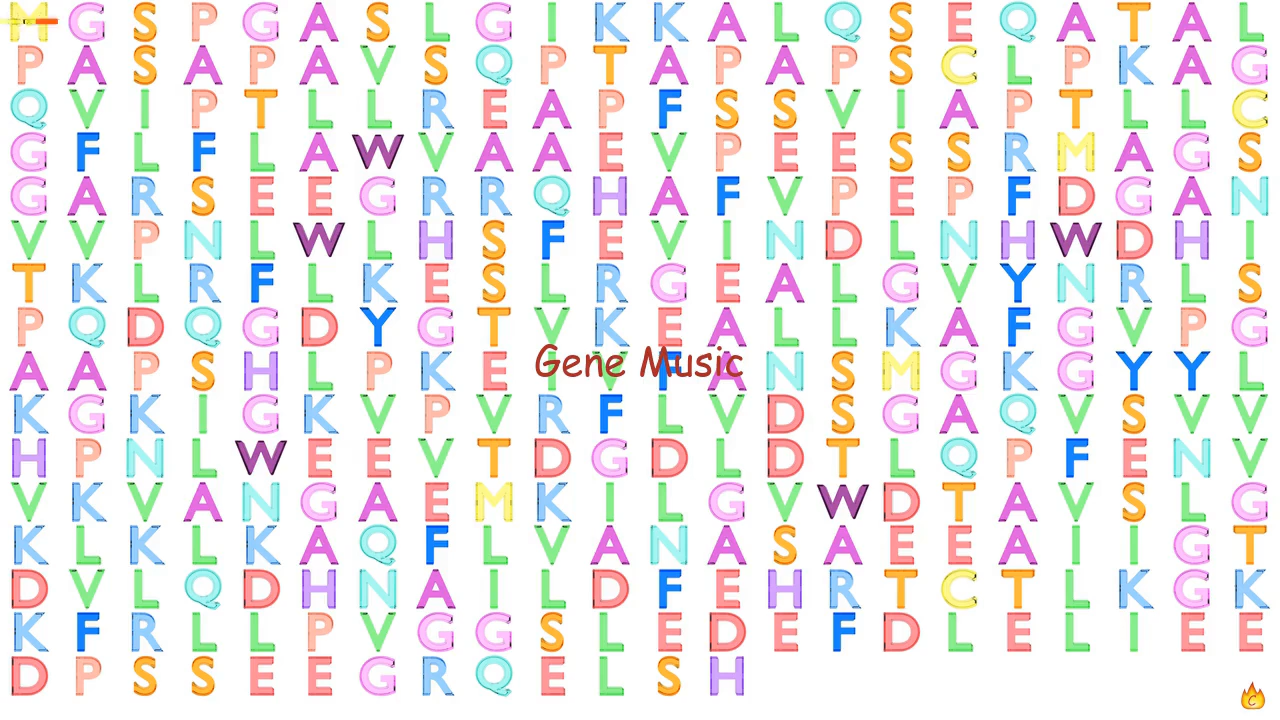 M G S P G A S L G I K K A L Q S E Q A T A L
P A S A P A V S Q P T A P A P S C L P K A G
Q V I P T L L R E A P F S S V I A P T L L C
G F L F L A W V A A E V P E E S S R M A G S
G A R S E E G R R Q H A F V P E P F D G A N
V V P N L W L H S F E V I N D L N H W D H I
T K L R F L K E S L R G E A L G V Y N R L S
P Q D Q G D Y G T V K E A L L K A F G V P G
A A P S H L P K E I V F A N S M G K G Y Y L
Gene Music
K G K I G K V P V R F L V D S G A Q V S V V
H P N L W E E V T D G D L D T L Q P F E N V
V K V A N G A E M K I L G V W D T A V S L G
K L K L K A Q F L V A N A S A E E A I I G T
D V L Q D H N A I L D F E H R T C T L K G K
K F R L L P V G G S L E D E F D L E L I E E
D P S S E E G R Q E L S H
C